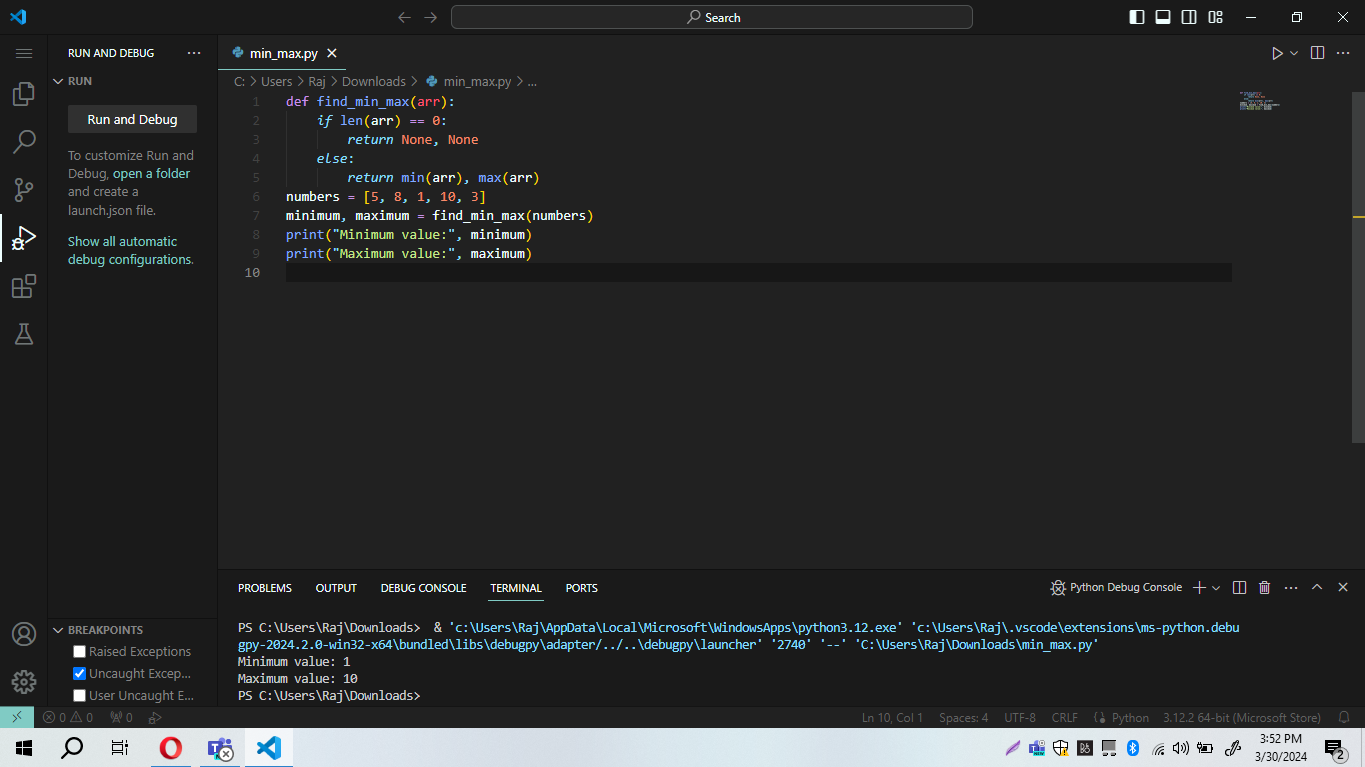 Search
RUN AND DEBUG
RUN
Run and Debug
To customize Run and
Debug, open a folder
and create a
launch.json file.
Show all automatic
debug configurations.
min_max.py
C: > Users > Raj > Downloads > min_max.py > ...
1 def find_min_max(arr):
2 if len(arr) == 0:
3 return None, None
4 else:
5 return min(arr), max(arr)
6 numbers = [5, 8, 1, 10, 3]
7 minimum, maximum = find_min_max(numbers)
8 print("Minimum value:", minimum)
9 print("Maximum value:", maximum)
10
PROBLEMS OUTPUT DEBUG CONSOLE TERMINAL PORTS
Python Debug Console
PS C:\Users\Raj\Downloads>  & 'c:\Users\Raj\AppData\Local\Microsoft\WindowsApps\python3.12.exe' 'c:\Users\Raj\.vscode\extensions\ms-python.debu
gpy-2024.2.0-win32-x64\bundled\libs\debugpy\adapter/../..\debugpy\launcher' '2740' '--' 'C:\Users\Raj\Downloads\min_max.py'
Minimum value: 1
Maximum value: 10
PS C:\Users\Raj\Downloads>
BREAKPOINTS
Raised Exceptions
Uncaught Excep...
User Uncaught E...
0 0 0
Ln 10, Col 1 Spaces: 4 UTF-8 CRLF Python 3.12.2 64-bit (Microsoft Store)
3:52 PM
3/30/2024
2